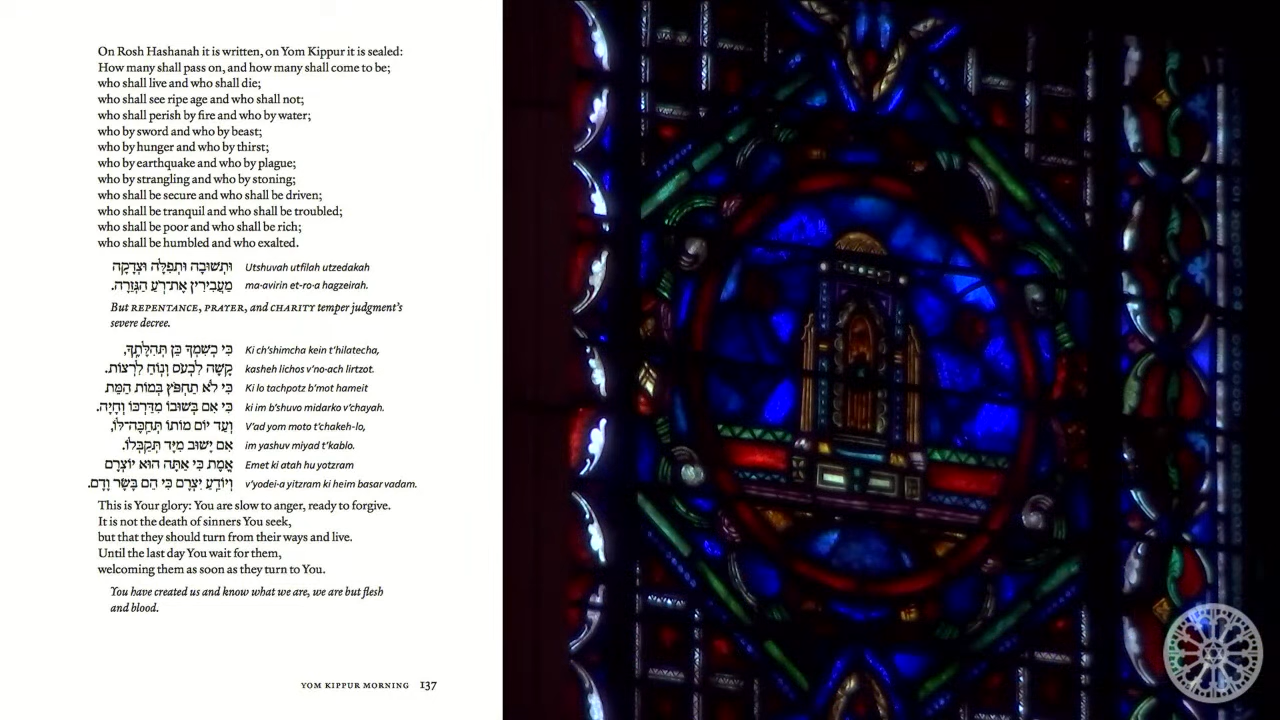 On Rosh Hashanah it is written, on Yom Kippur it is sealed:
How many shall pass on, and how many shall come to be;
who shall live and who shall die;
who shall see ripe age and who shall not;
who shall perish by fire and who by water;
who by sword and who by beast;
who by hunger and who by thirst;
who by earthquake and who by plague;
who by strangling and who by stoning;
who shall be secure and who shall be driven;
who shall be tranquil and who shall be troubled;
who shall be poor and who shall be rich;
who shall be humbled and who exalted.
וּתְשׁוּבָה וּתְפִלָּה וּצְדָקָה Utshuvah utfilah utzedakah
מַעֲבִירִין אֶת־רֹעַ הַגְּזֵרָה. ma-avirin et-ro-a hagzeirah.
But REPENTANCE, PRAYER, and CHARITY temper judgment's
severe decree.
כִּי כְּשִׁמְךָ כֵּן תְּהִלָּתֶֽךָ, Ki ch'shimcha kein t'hilatecha,
קָשֶׁה לִכְעֹס וְנֽוֹחַ לִרְצוֹת. kasheh lichos v'no-ach lirtzot.
כִּי לֹא תַחְפֹּץ בְּמוֹת הַמֵּת Ki lo tachpotz b'mot hameit
כִּי אִם בְּשׁוּבוֹ מִדַּרְכּוֹ וְחָיָה. ki im b'shuvo midarko v'chayah.
וְעַד יוֹם מוֹתוֹ תְּחַכֶּה־לּוֹ, V'ad yom moto t'chakeh-lo,
אִם יָשׁוּב מִיָּד תְּקַבְּלוֹ. im yashuv miyad t'kablo.
אֱמֶת כִּי אַתָּה הוּא יוֹצְרָם Emet ki atah hu yotzram
וְיוֹדֵֽעַ יִצְרָם כִּי הֵם בָּשָׂר וָדָם. v'yodei-a yitzram ki heim basar vadam.
This is Your glory: You are slow to anger, ready to forgive.
It is not the death of sinners You seek,
but that they should turn from their ways and live.
Until the last day You wait for them,
welcoming them as soon as they turn to You.
You have created us and know what we are, we are but flesh
and blood.
YOM KIPPUR MORNING 137